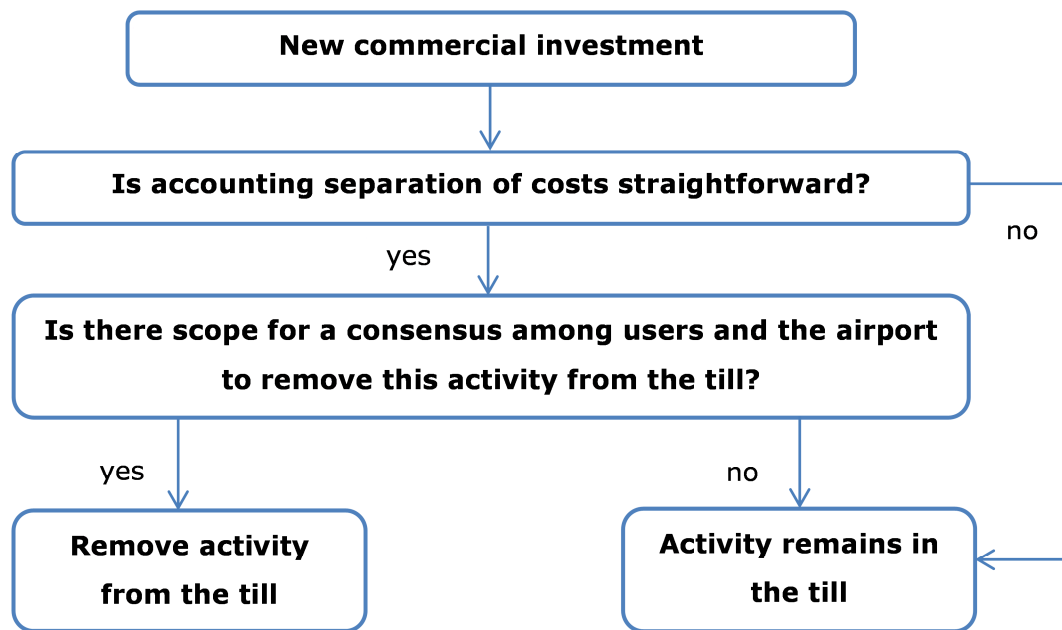 New commercial investment
Is accounting separation of costs straightforward?
no
yes
Is there scope for a consensus among users and the airport
to remove this activity from the till?
yes
no
Remove activity
from the till
Activity remains in
the till